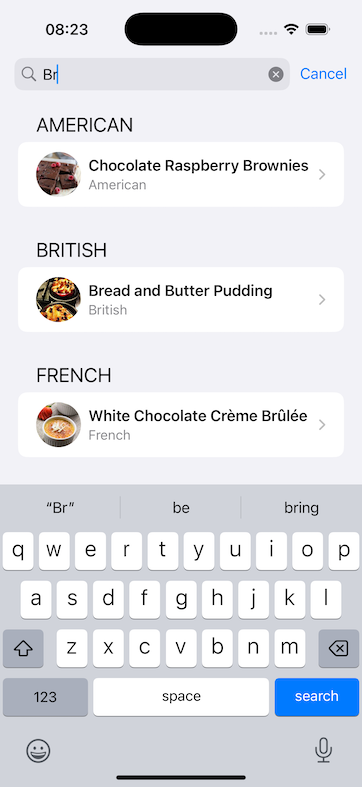 08:23
Br
Cancel
AMERICAN
Chocolate Raspberry Brownies
American
BRITISH
Bread and Butter Pudding
British
FRENCH
White Chocolate Crème Brûlée
French
“Br” be bring
q w e r t y u i o p
a s d f g h j k l
z x c v b n m
123 space search